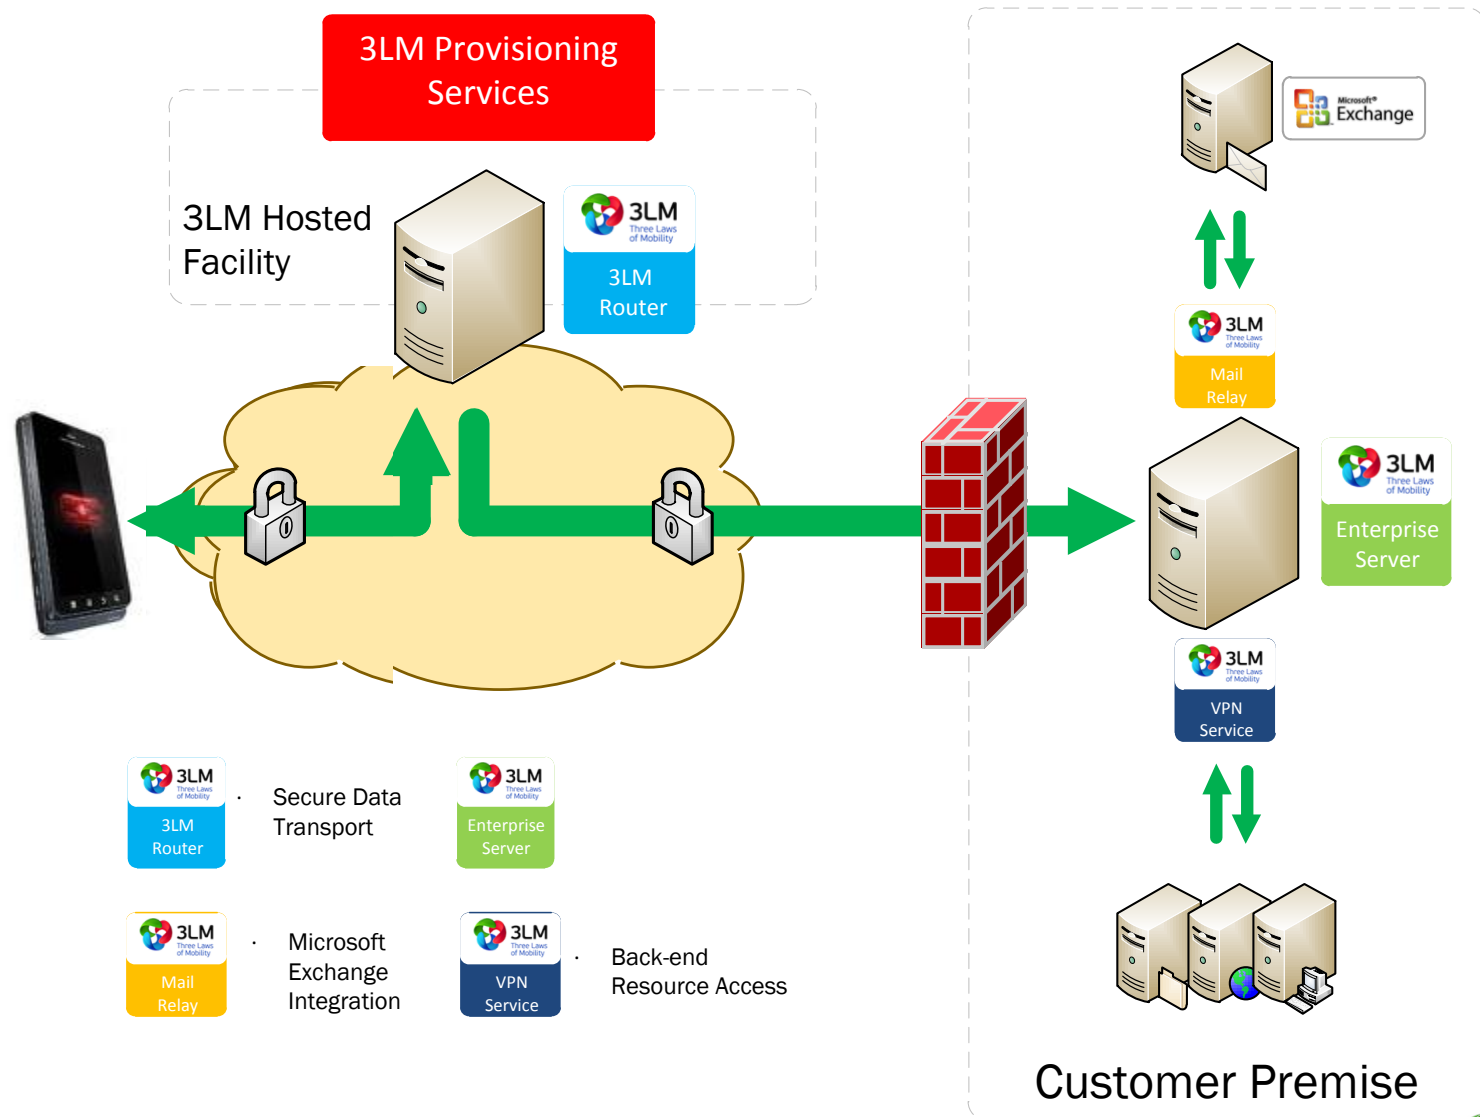 3LM Provisioning
Services
3LM Hosted
Facility
3LM
Three Laws
of Mobility
3LM
Router
Microsoft®
Exchange
3LM
Three Laws
of Mobility
Mail
Relay
3LM
Three Laws
of Mobility
Enterprise
Server
3LM
Three Laws
of Mobility
VPN
Service
3LM
Three Laws
of Mobility
3LM
Router
· Secure Data
Transport
3LM
Three Laws
of Mobility
Enterprise
Server
3LM
Three Laws
of Mobility
Mail
Relay
· Microsoft
Exchange
Integration
3LM
Three Laws
of Mobility
VPN
Service
· Back-end
Resource Access
Customer Premise